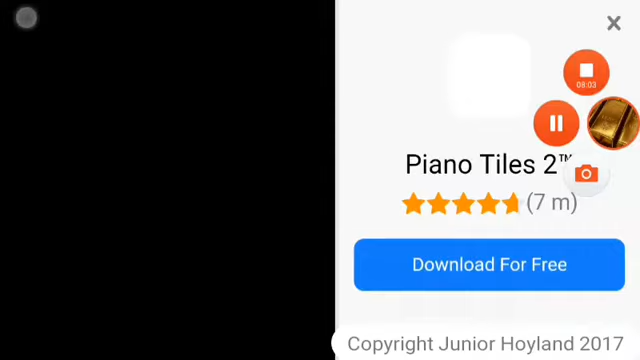 08:03
Piano Tiles 2™
(7 m)
Download For Free
Copyright Junior Hoyland 2017